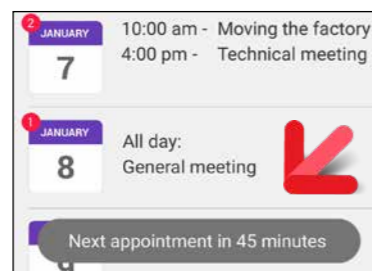 2
JANUARY
7
10:00 am - Moving the factory
4:00 pm - Technical meeting
1
JANUARY
8
All day:
General meeting
Next appointment in 45 minutes